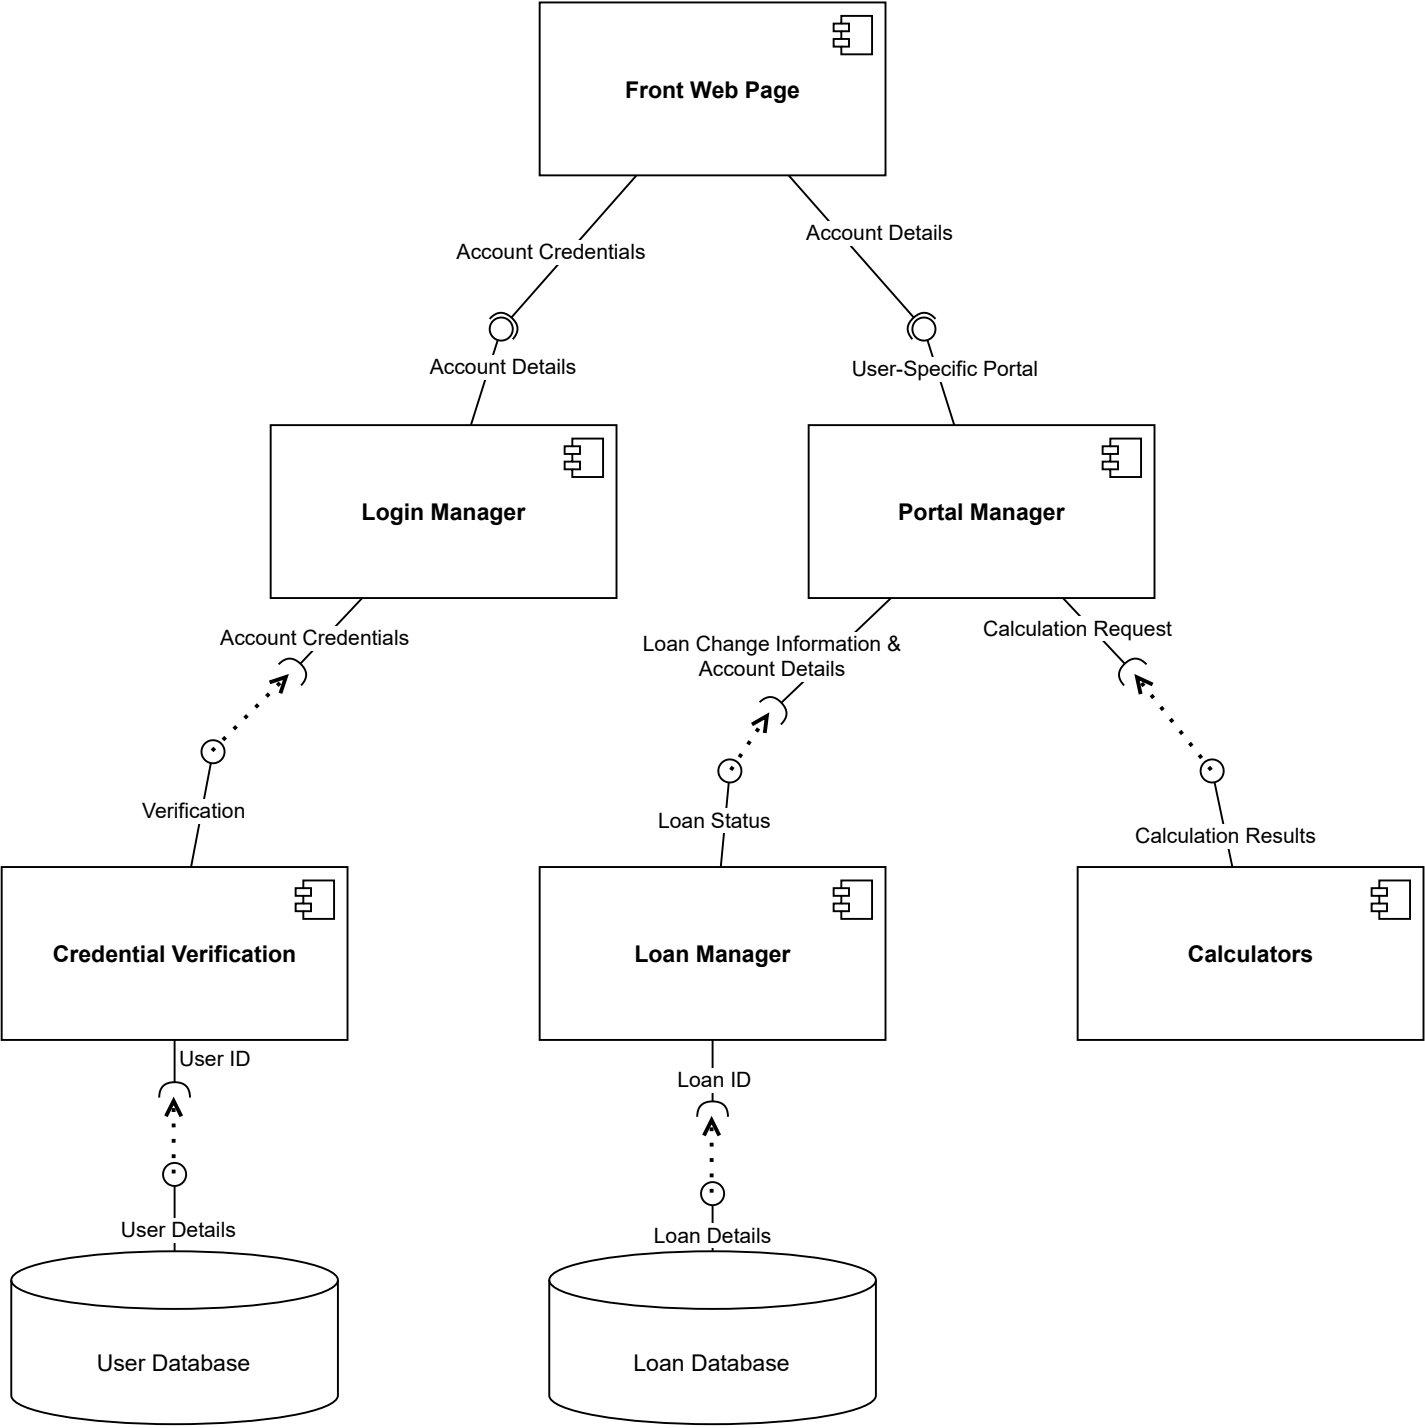 Front Web Page
Account Details
Account Credentials
Account Details
User-Specific Portal
Login Manager
Portal Manager
Calculation Request
Account Credentials
Loan Change Information &
Account Details
Verification
Loan Status
Calculation Results
Credential Verification
Loan Manager
Calculators
User ID
Loan ID
User Details
Loan Details
User Database
Loan Database